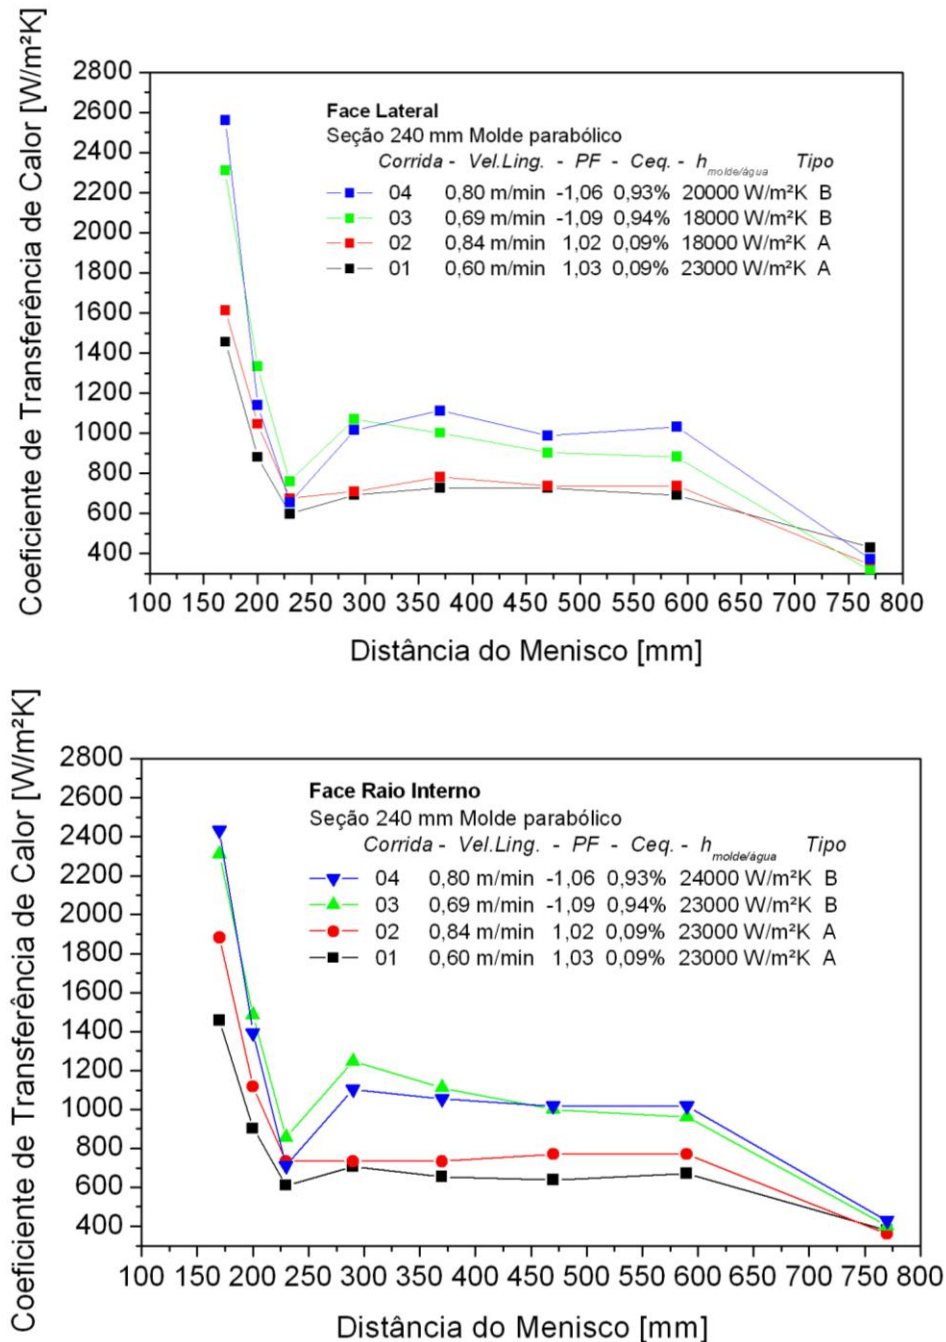 Coeficiente de Transferência de Calor [W/m²K]
2800
2600
2400
2200
2000
1800
1600
1400
1200
1000
800
600
400
Face Lateral
Seção 240 mm Molde parabólico
Corrida - Vel.Ling. - PF - Ceq. - h molde/água Tipo
04 0,80 m/min -1,06 0,93% 20000 W/m²K B
03 0,69 m/min -1,09 0,94% 18000 W/m²K B
02 0,84 m/min 1,02 0,09% 18000 W/m²K A
01 0,60 m/min 1,03 0,09% 23000 W/m²K A
100 150 200 250 300 350 400 450 500 550 600 650 700 750 800
Distância do Menisco [mm]
Coeficiente de Transferência de Calor [W/m²K]
2800
2600
2400
2200
2000
1800
1600
1400
1200
1000
800
600
400
Face Raio Interno
Seção 240 mm Molde parabólico
Corrida - Vel.Ling. - PF - Ceq. - h molde/água Tipo
04 0,80 m/min -1,06 0,93% 24000 W/m²K B
03 0,69 m/min -1,09 0,94% 23000 W/m²K B
02 0,84 m/min 1,02 0,09% 23000 W/m²K A
01 0,60 m/min 1,03 0,09% 23000 W/m²K A
100 150 200 250 300 350 400 450 500 550 600 650 700 750 800
Distância do Menisco [mm]